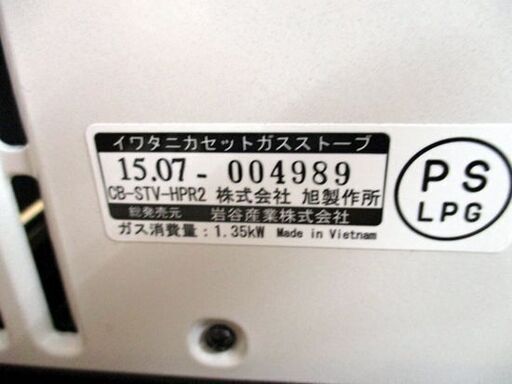 イワタニカセットガスストーブ
15.07 - 004989
CB-STV-HPR2 株式会社 旭製作所
総発売元 岩谷産業株式会社
ガス消費量：1.35kW Made in Vietnam
PS
LPG